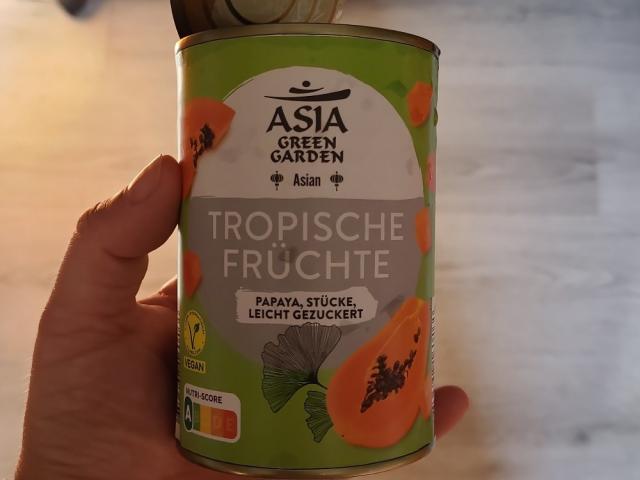 ASIA
GREEN
GARDEN
Asian
TROPISCHE
FRÜCHTE
PAPAYA, STÜCKE,
LEICHT GEZUCKERT
VEGAN
NUTRI-SCORE
A D E